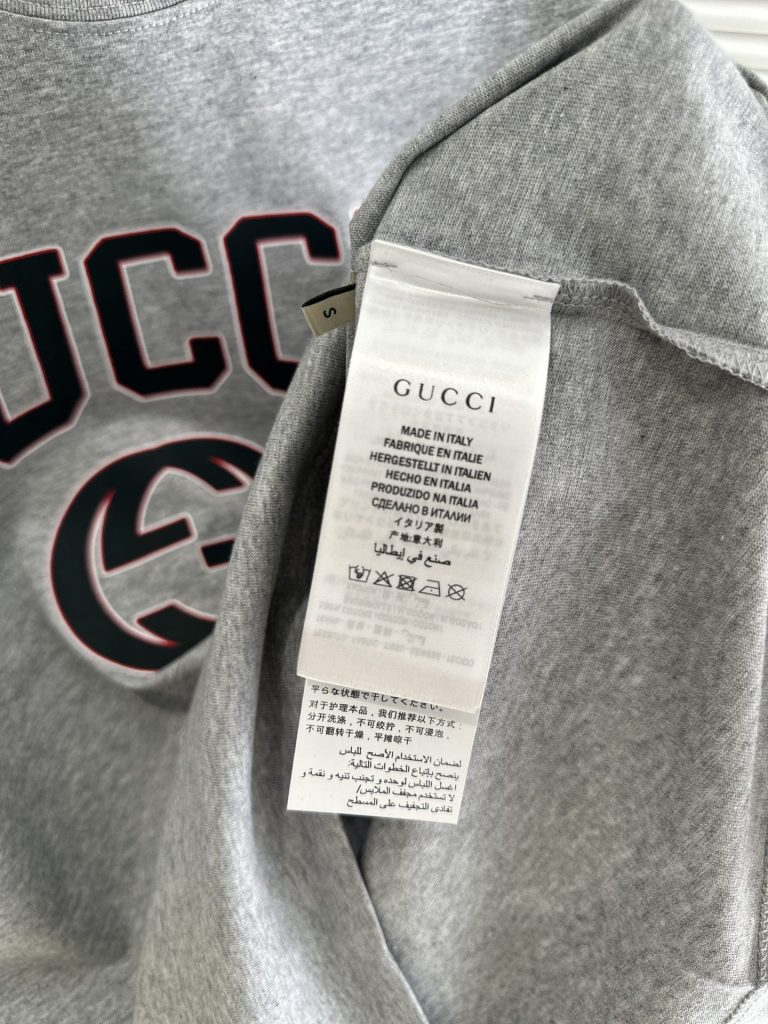 UCC
S
GUCCI
MADE IN ITALY
FABRIQUE EN ITALIE
HERGESTELLT IN ITALIEN
HECHO EN ITALIA
PRODUZIDO NA ITALIA
СДЕЛАНО В ИТАЛИИ
イタリア製
产地:意大利
صنع في إيطاليا
平らな状態で干してください。
对于护理本品，我们推荐以下方式：
分开洗涤，不可绞拧，不可浸泡，
不可翻转干燥，平摊晾干
لضمان الاستخدام الأصح للباس
ينصح بإتباع الخطوات التالية:
اغسل اللباس لوحده و تجنب تنيه و نقمة و
لا تستخدم مجفف الملابس/
تفادى التجفيف على المسطح